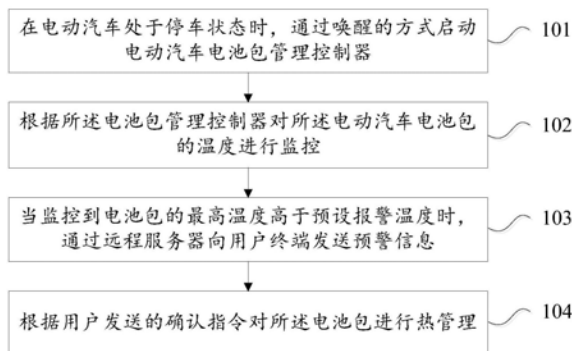 在电动汽车处于停车状态时，通过唤醒的方式启动
电动汽车电池包管理控制器
101
根据所述电池包管理控制器对所述电动汽车电池包
的温度进行监控
102
当监控到电池包的最高温度高于预设报警温度时，
通过远程服务器向用户终端发送预警信息
103
根据用户发送的确认指令对所述电池包进行热管理
104